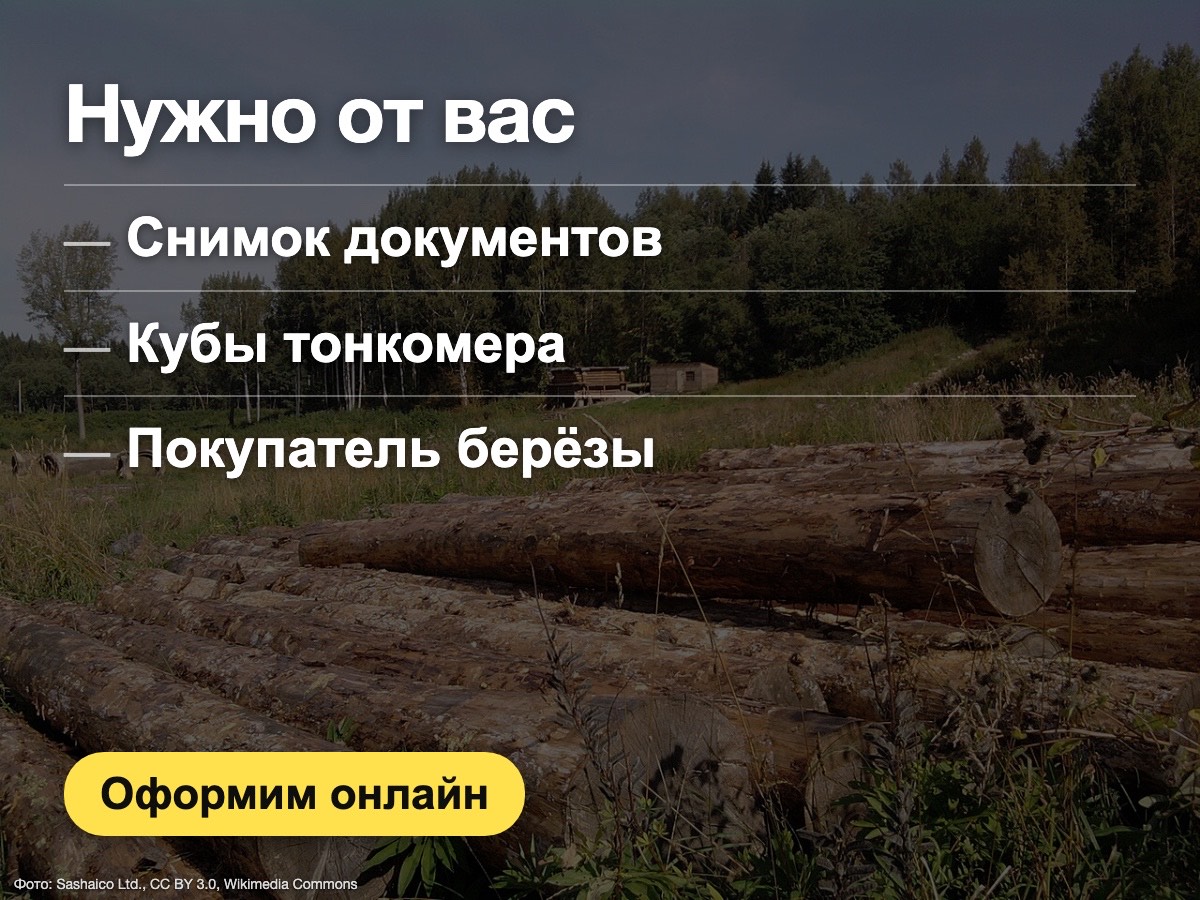 Нужно от вас
— Снимок документов
— Кубы тонкомера
— Покупатель берёзы
Оформим онлайн
Фото: Sashaico Ltd., CC BY 3.0, Wikimedia Commons